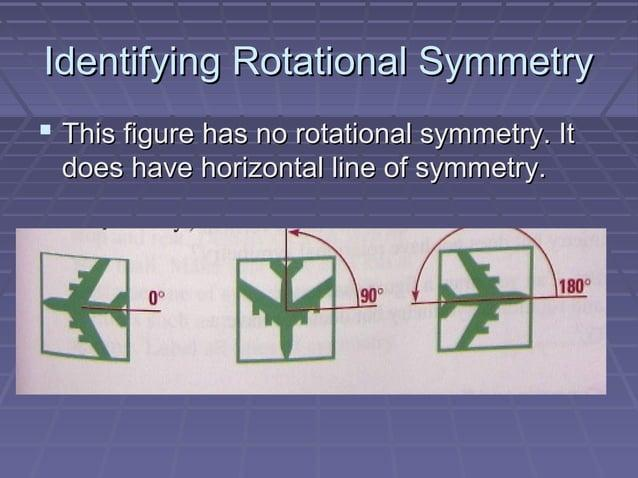 Identifying Rotational Symmetry
This figure has no rotational symmetry. It
does have horizontal line of symmetry.
0°
90°
180°